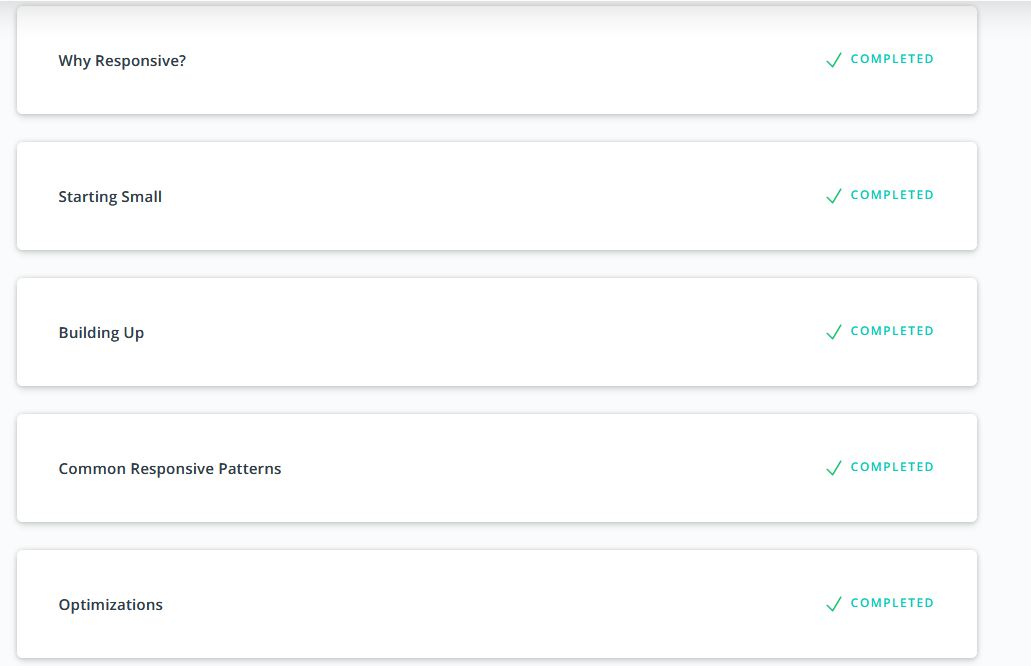 Why Responsive? COMPLETED
Starting Small COMPLETED
Building Up COMPLETED
Common Responsive Patterns COMPLETED
Optimizations COMPLETED